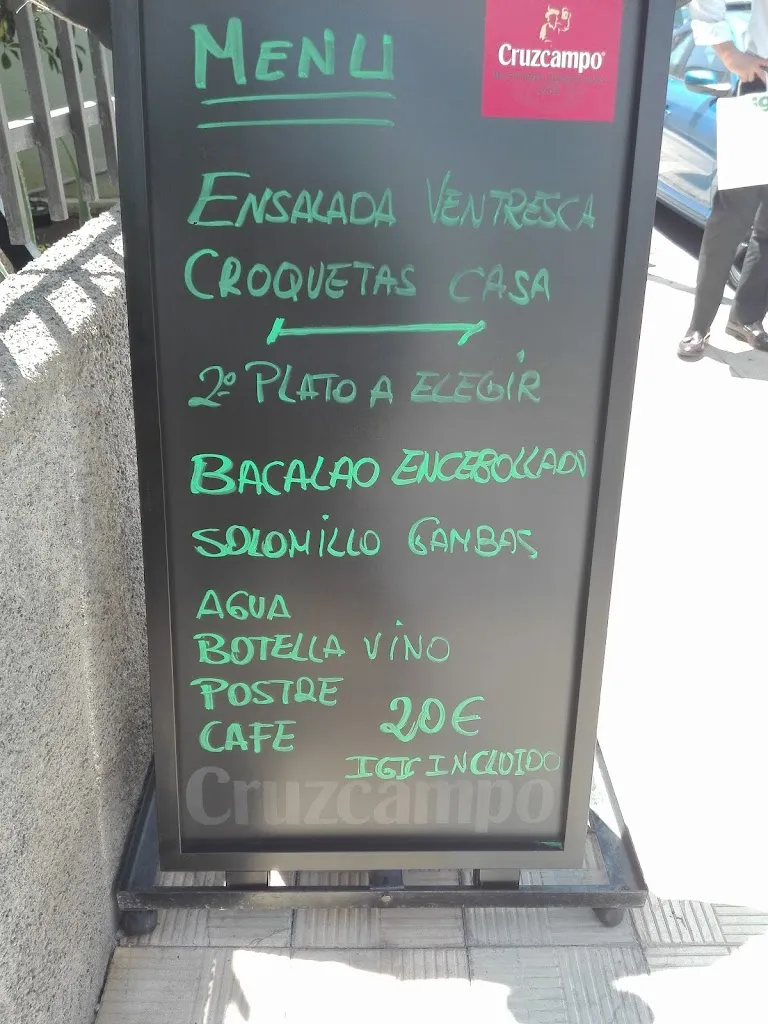 MENU
Cruzcampo
ENSALADA VENTRESCA
CROQUETAS CASA
2º PLATO A ELEGIR
BACALAO ENCEBOLLADO
SOLOMILLO GAMBAS
AGUA
BOTELLA VINO
POSTRE
CAFE
20€
IGIC INCLUIDO
Cruzcampo